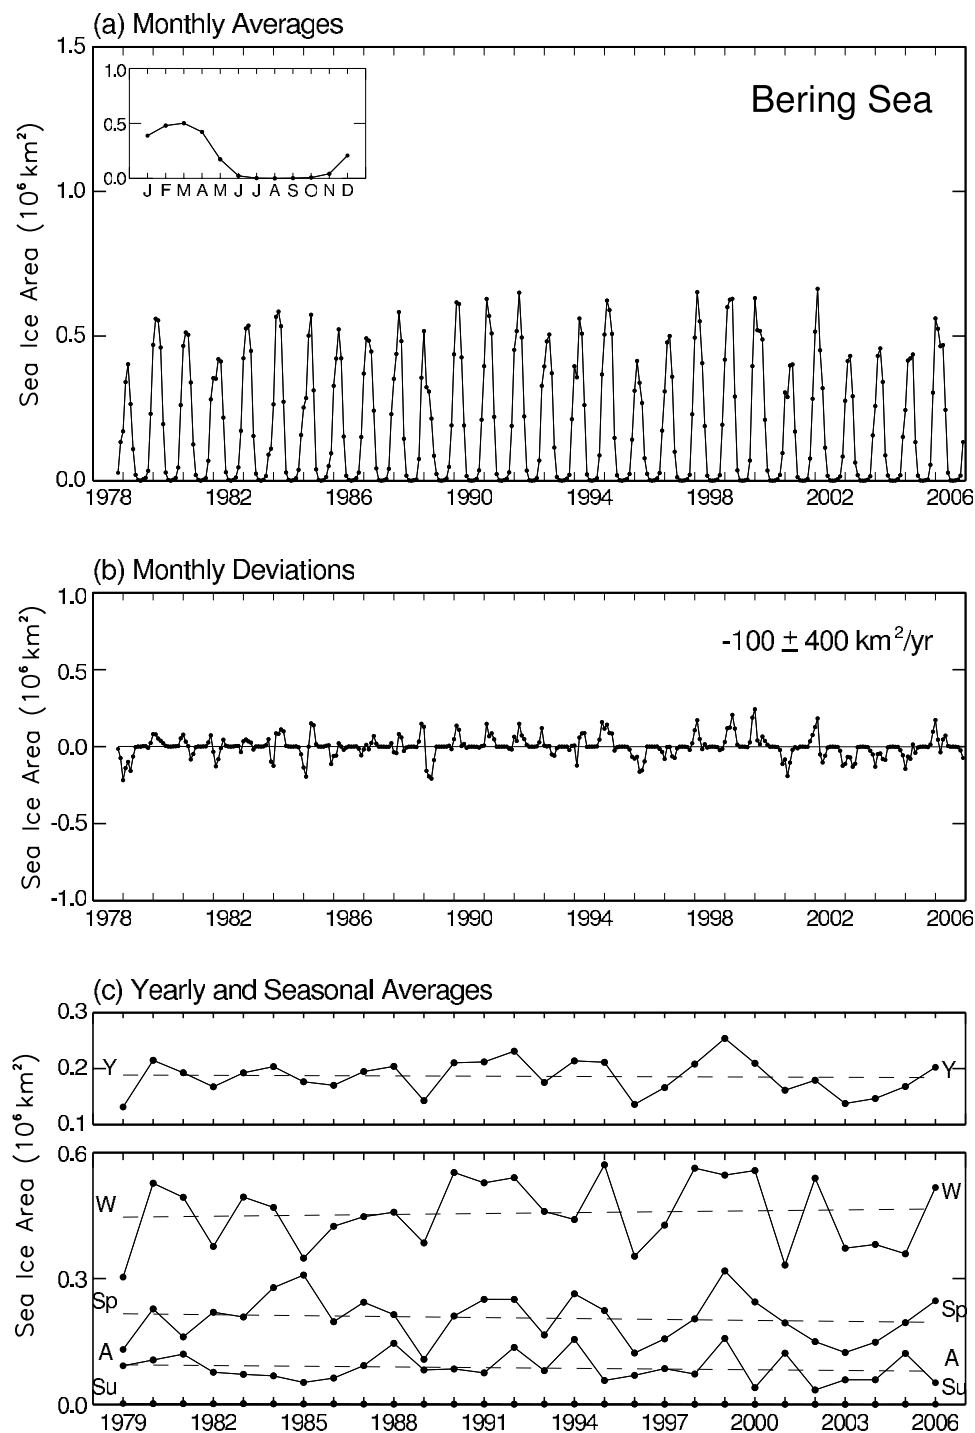 (a) Monthly Averages
1.5
1.0
0.5
0.0
Sea Ice Area (10⁶ km²)
1.0
0.5
0.0
J F M A M J J A S O N D
Bering Sea
1978 1982 1986 1990 1994 1998 2002 2006
(b) Monthly Deviations
1.0
0.5
0.0
-0.5
-1.0
Sea Ice Area (10⁶ km²)
-100 ± 400 km²/yr
1978 1982 1986 1990 1994 1998 2002 2006
(c) Yearly and Seasonal Averages
0.3
0.2
0.1
Y Y
Sea Ice Area (10⁶ km²)
0.6
0.3
0.0
W W
Sp Sp
A A
Su Su
1979 1982 1985 1988 1991 1994 1997 2000 2003 2006